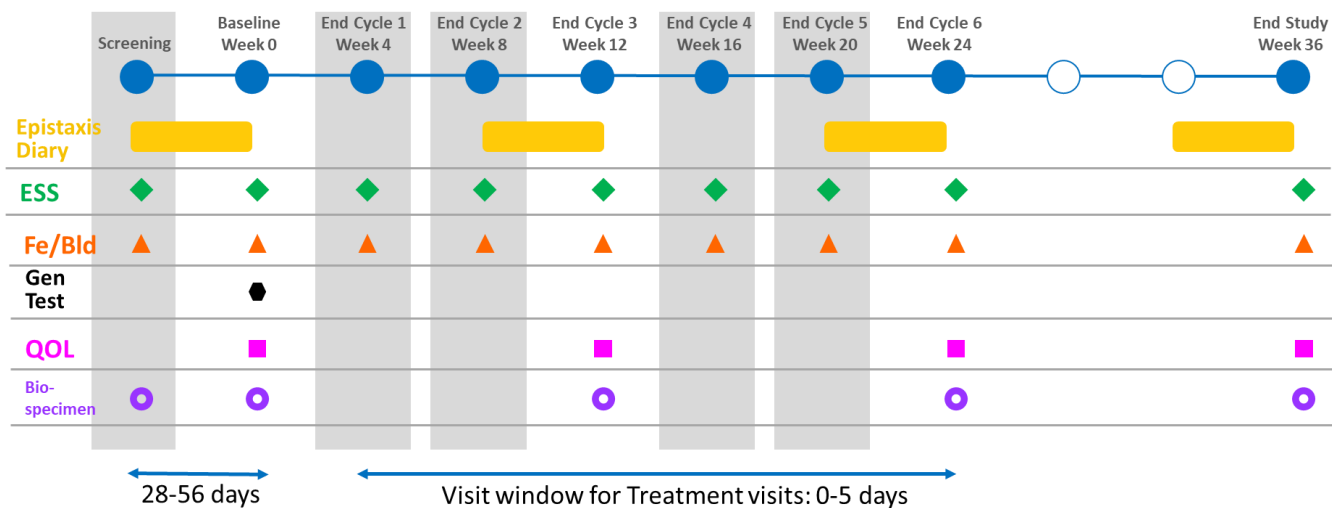 Screening
Baseline
Week 0
End Cycle 1
Week 4
End Cycle 2
Week 8
End Cycle 3
Week 12
End Cycle 4
Week 16
End Cycle 5
Week 20
End Cycle 6
Week 24
End Study
Week 36
Epistaxis
Diary
ESS
Fe/Bld
Gen
Test
QOL
Bio-
specimen
28-56 days
Visit window for Treatment visits: 0-5 days